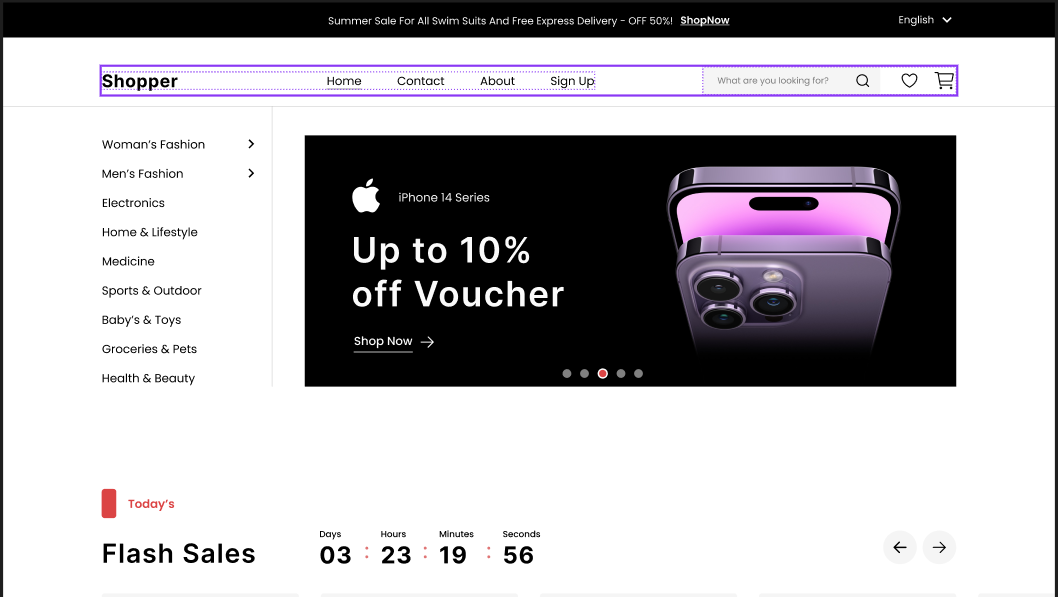 Summer Sale For All Swim Suits And Free Express Delivery - OFF 50%! ShopNow
English
Shopper
Home
Contact
About
Sign Up
What are you looking for?
Woman's Fashion
Men's Fashion
Electronics
Home & Lifestyle
Medicine
Sports & Outdoor
Baby's & Toys
Groceries & Pets
Health & Beauty
iPhone 14 Series
Up to 10%
off Voucher
Shop Now
Today's
Flash Sales
Days
Hours
Minutes
Seconds
03 : 23 : 19 : 56